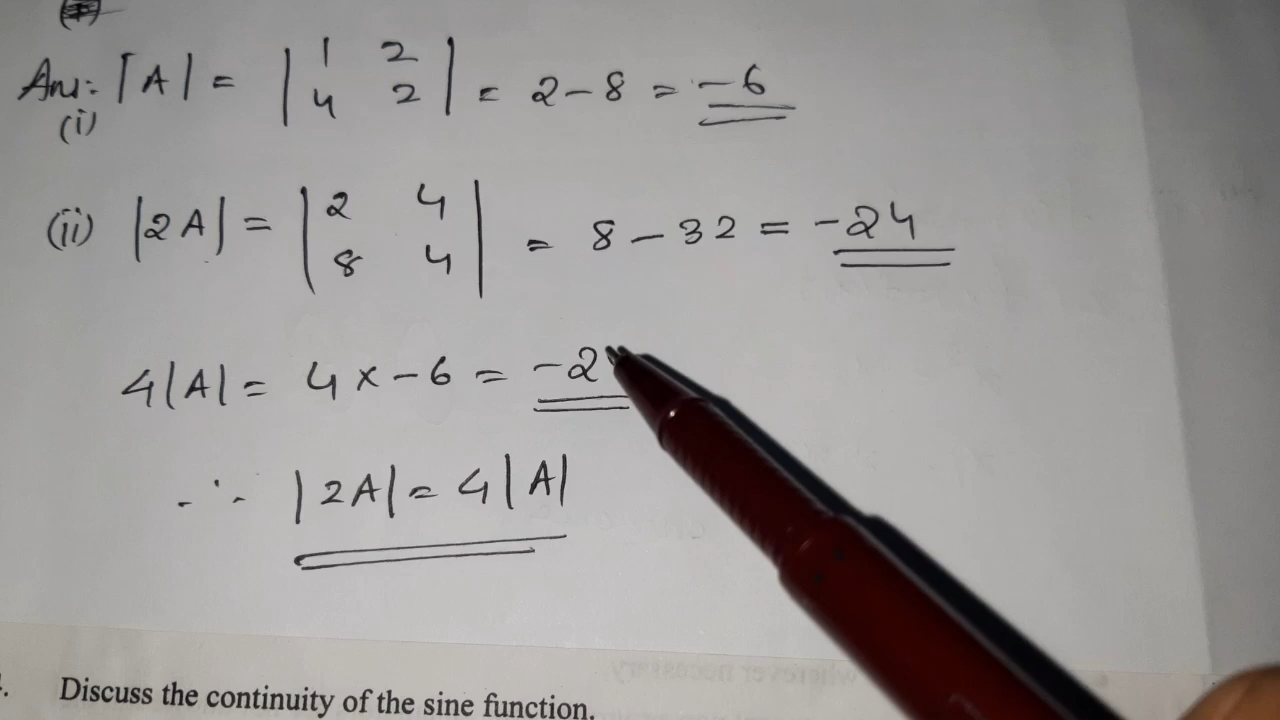 Ans: |A| = | 1 2 | = 2 - 8 = -6
(i) | 4 2 |
(ii) |2A| = | 2 4 | = 8 - 32 = -24
| 8 4 |
4|A| = 4 x -6 = -2
∴ |2A| = 4|A|
Discuss the continuity of the sine function.